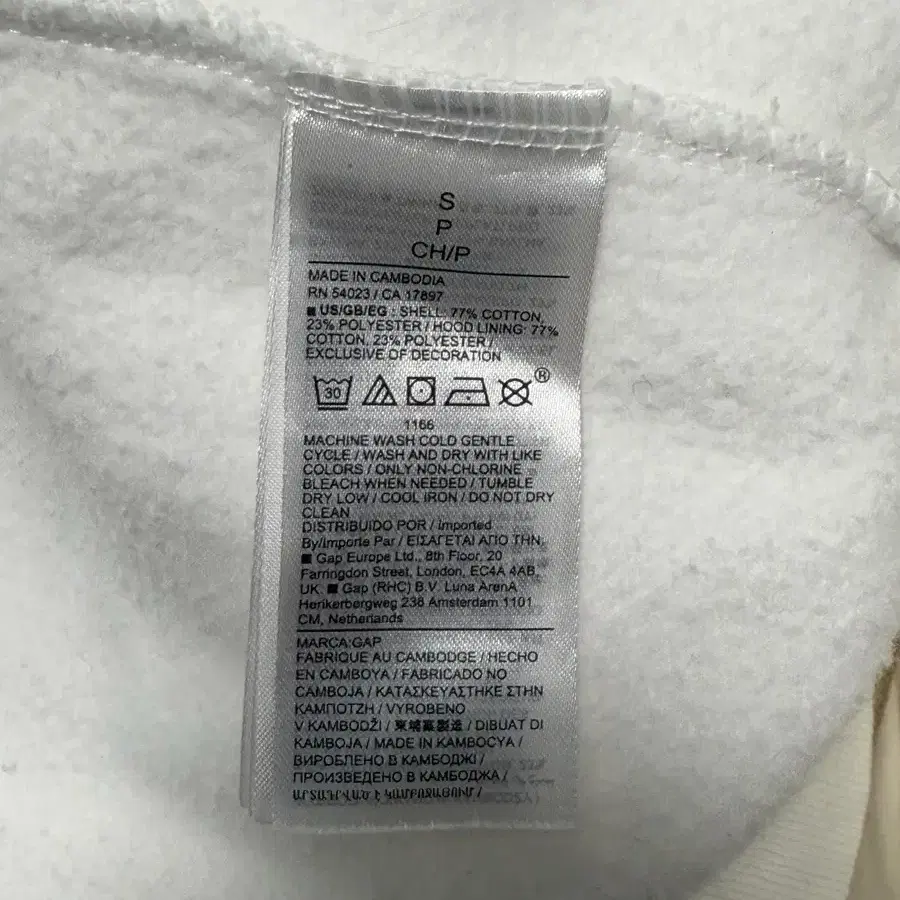 S
P
CH/P
MADE IN CAMBODIA
RN 54023 / CA 17897
■ US/GB/EG : SHELL: 77% COTTON,
23% POLYESTER / HOOD LINING: 77%
COTTON, 23% POLYESTER /
EXCLUSIVE OF DECORATION
30
®
1166
MACHINE WASH COLD GENTLE
CYCLE / WASH AND DRY WITH LIKE
COLORS / ONLY NON-CHLORINE
BLEACH WHEN NEEDED / TUMBLE
DRY LOW / COOL IRON / DO NOT DRY
CLEAN
DISTRIBUIDO POR / Imported
By/Importe Par / ΕΙΣΑΓΕΤΑΙ ΑΠΟ ΤΗΝ,
■ Gap Europe Ltd., 8th Floor, 20
Farringdon Street, London, EC4A 4AB,
UK. ■ Gap (RHC) B.V. Luna ArenA,
Herikerbergweg 238 Amsterdam 1101
CM, Netherlands
MARCA:GAP
FABRIQUE AU CAMBODGE / HECHO
EN CAMBOYA / FABRICADO NO
CAMBOJA / ΚΑΤΑΣΚΕΥΑΣΤΗΚΕ ΣΤΗΝ
ΚΑΜΠΟΤΖΗ / VYROBENO
V KAMBODŽI / 柬埔寨製造 / DIBUAT DI
KAMBOJA / MADE IN KAMBOCYA /
ВИРОБЛЕНО В КАМБОДЖІ /
ПРОИЗВЕДЕНО В КАМБОДЖА /
ԱՐՏԱԴՐՎԱԾ Է ԿԱՄԲՈՋԱՅՈՒՄ /